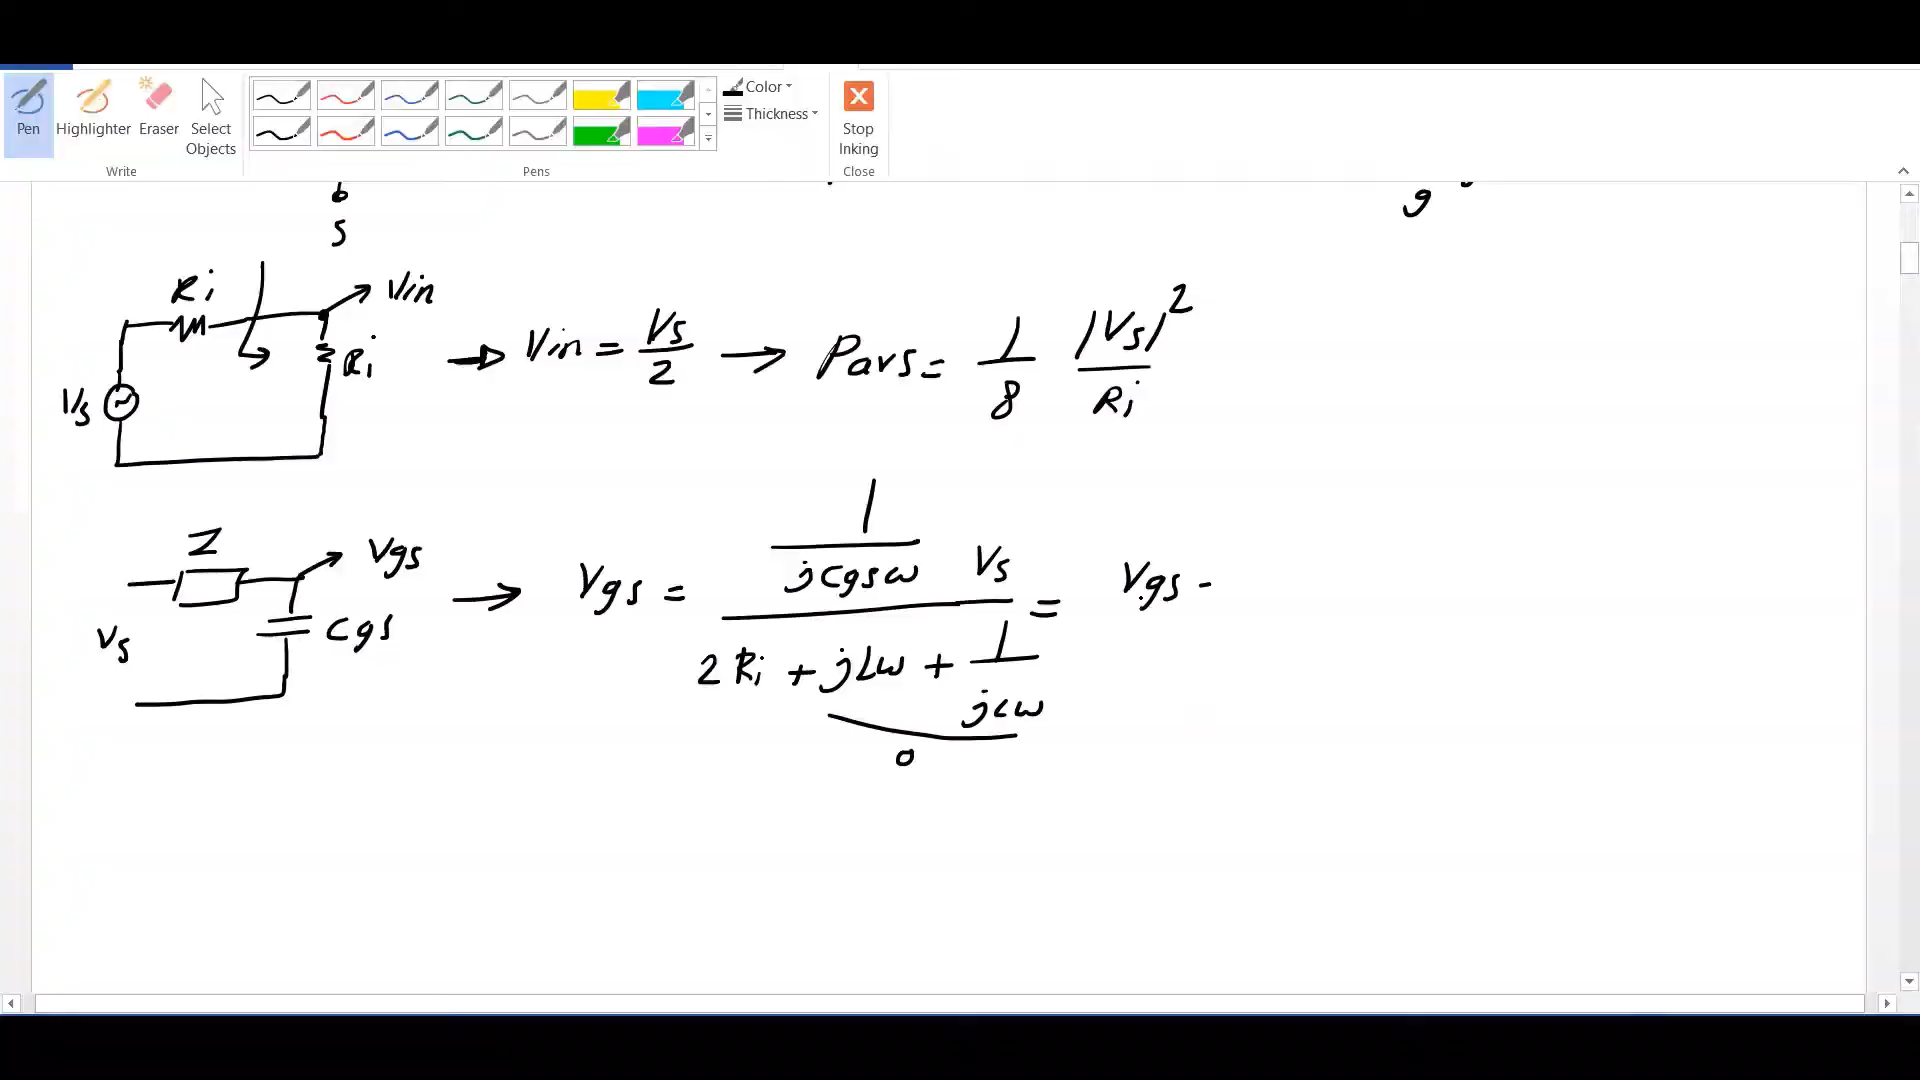 Color
Thickness
Pen Highlighter Eraser Select Objects Stop Inking
Write Pens Close
b
s
g
Ri Vin
Vs Ri → Vin = Vs/2 → Pavs = 1/8 |Vs|²/Ri
Z Vgs
Vs Cgs → Vgs = (1/(jCgsω) Vs)/(2Ri + jLω + 1/(jCω)) = Vgs -
0